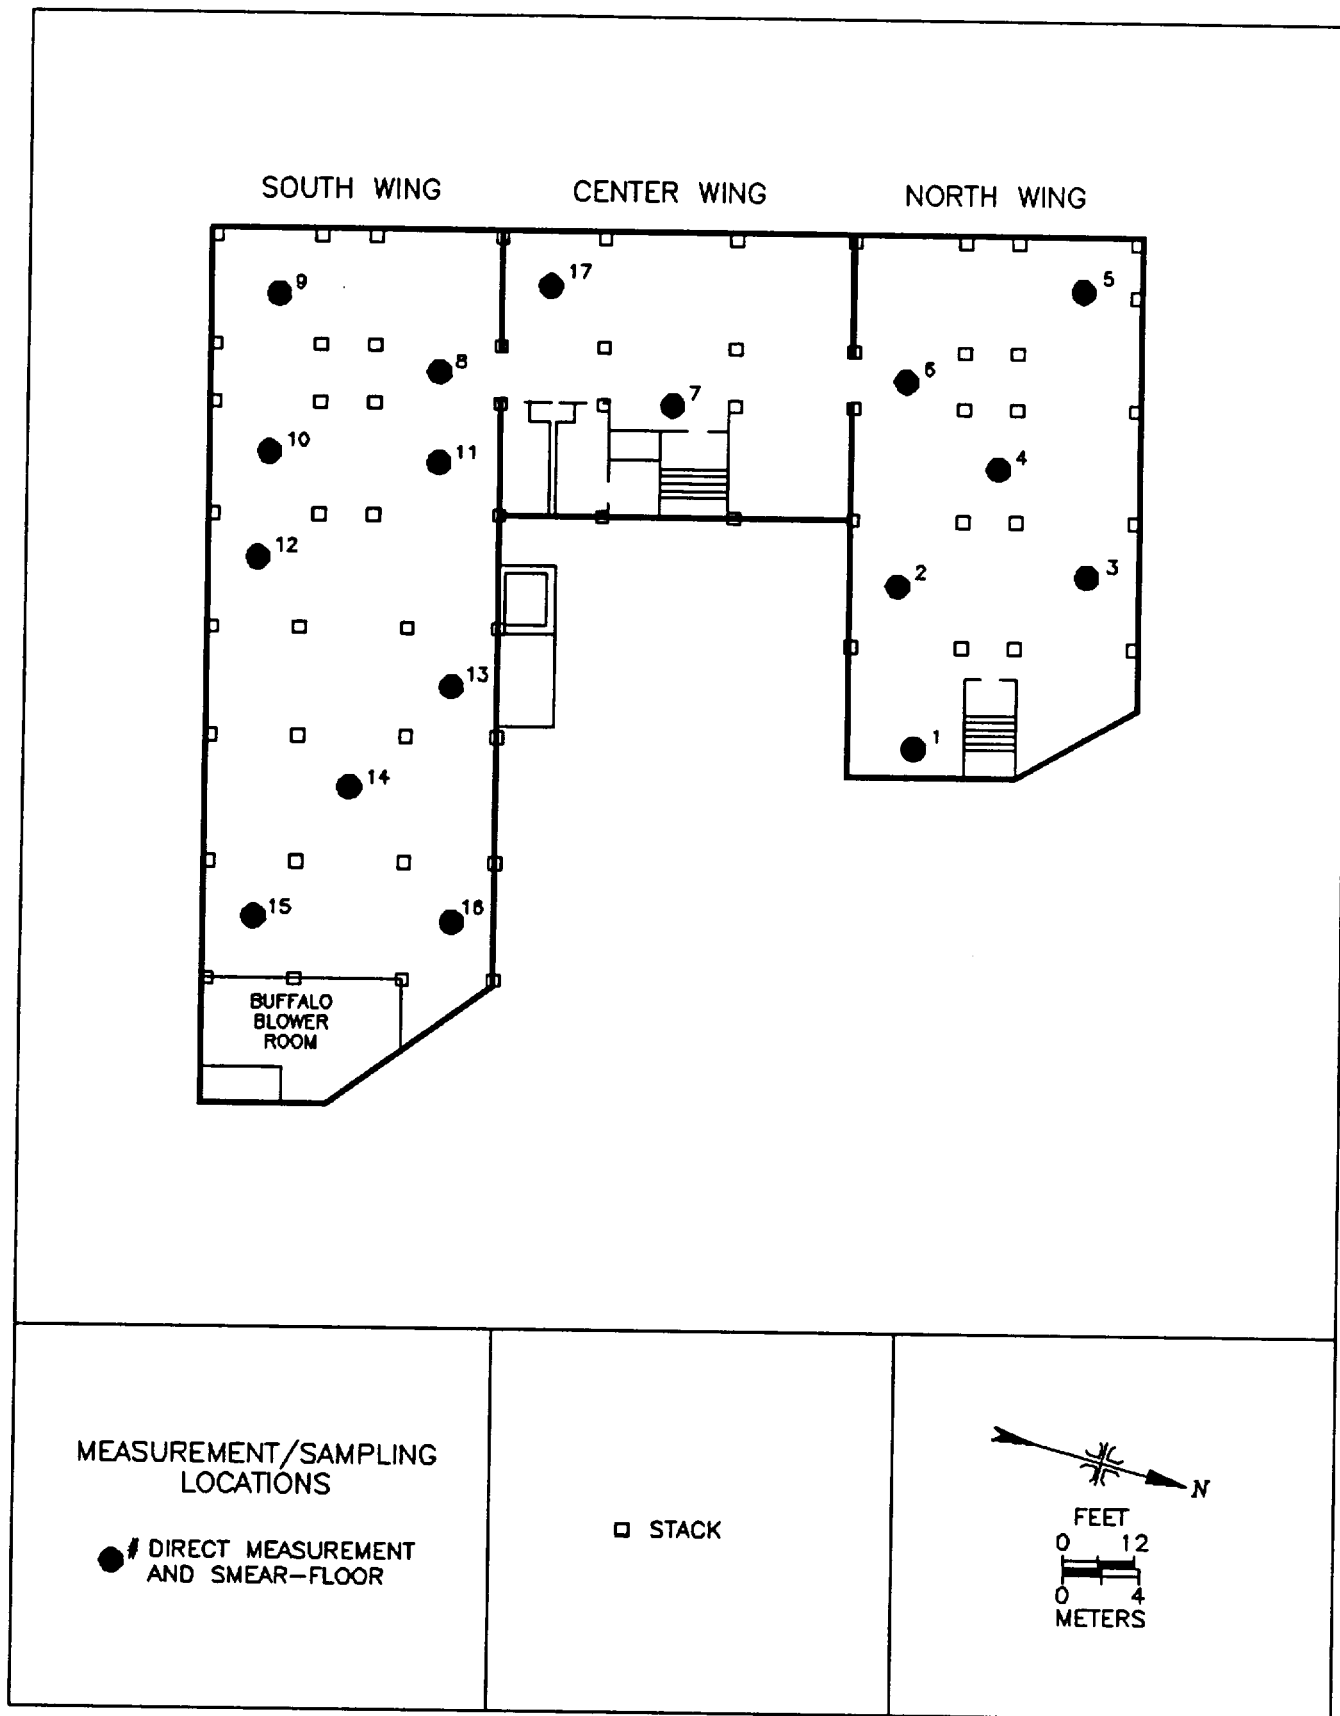 SOUTH WING
CENTER WING
NORTH WING
9
17
5
8
6
7
10
11
4
12
2
3
13
1
14
15
16
BUFFALO
BLOWER
ROOM
MEASUREMENT/SAMPLING
LOCATIONS
# DIRECT MEASUREMENT
AND SMEAR-FLOOR
STACK
N
FEET
0 12
0 4
METERS